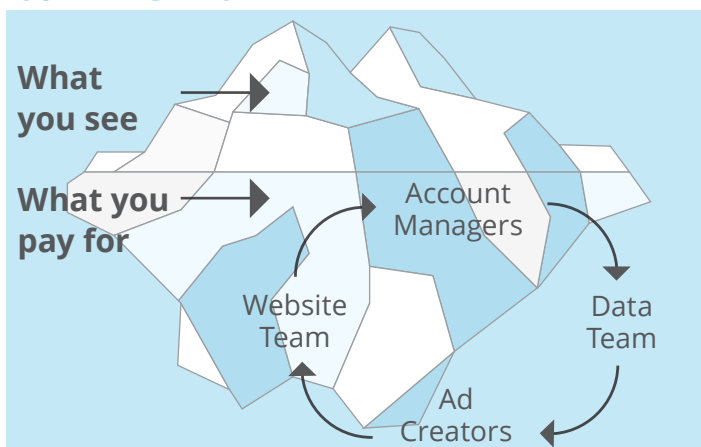 What
you see
What you
pay for
Account
Managers
Data
Team
Ad
Creators
Website
Team